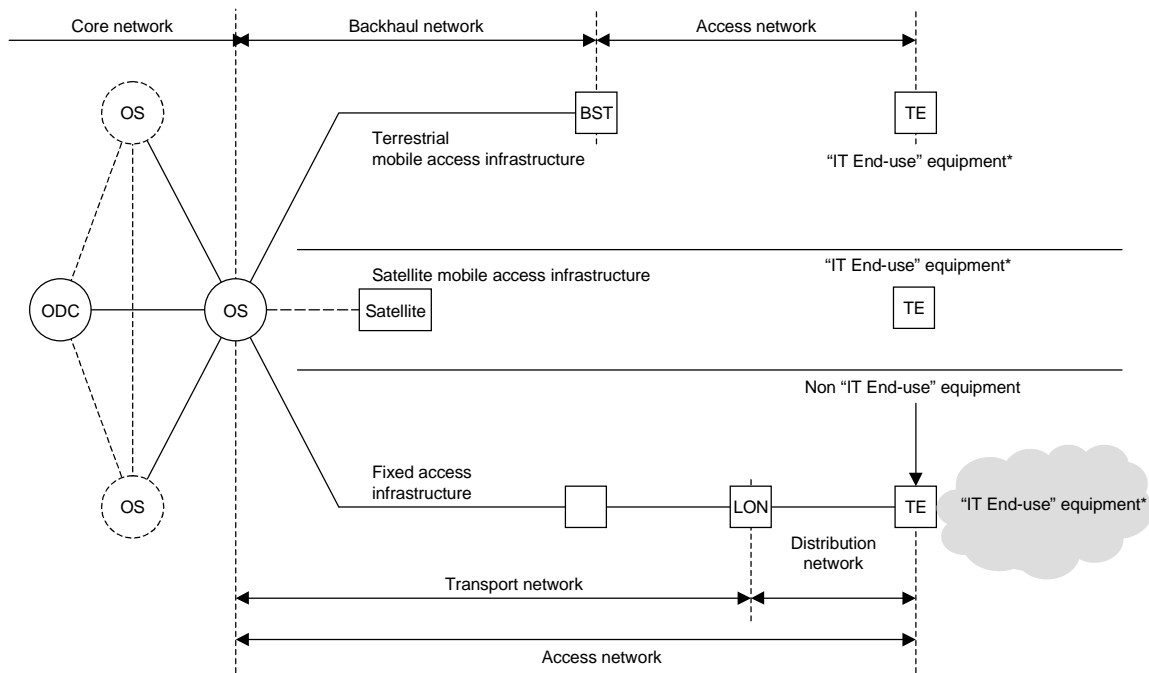 Core network
Backhaul network
Access network
OS
BST
TE
Terrestrial
mobile access infrastructure
“IT End-use” equipment*
“IT End-use” equipment*
Satellite mobile access infrastructure
ODC
OS
Satellite
TE
Non “IT End-use” equipment
Fixed access
infrastructure
OS
LON
TE
“IT End-use” equipment*
Distribution
network
Transport network
Access network